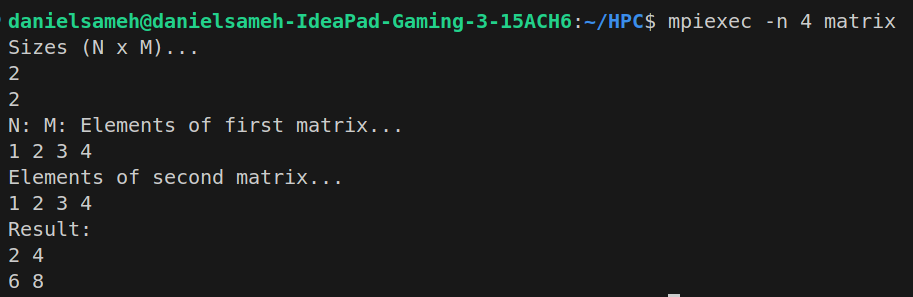 danielsameh@danielsameh-IdeaPad-Gaming-3-15ACH6:~/HPC$ mpiexec -n 4 matrix
Sizes (N x M)...
2
2
N: M: Elements of first matrix...
1 2 3 4
Elements of second matrix...
1 2 3 4
Result:
2 4
6 8